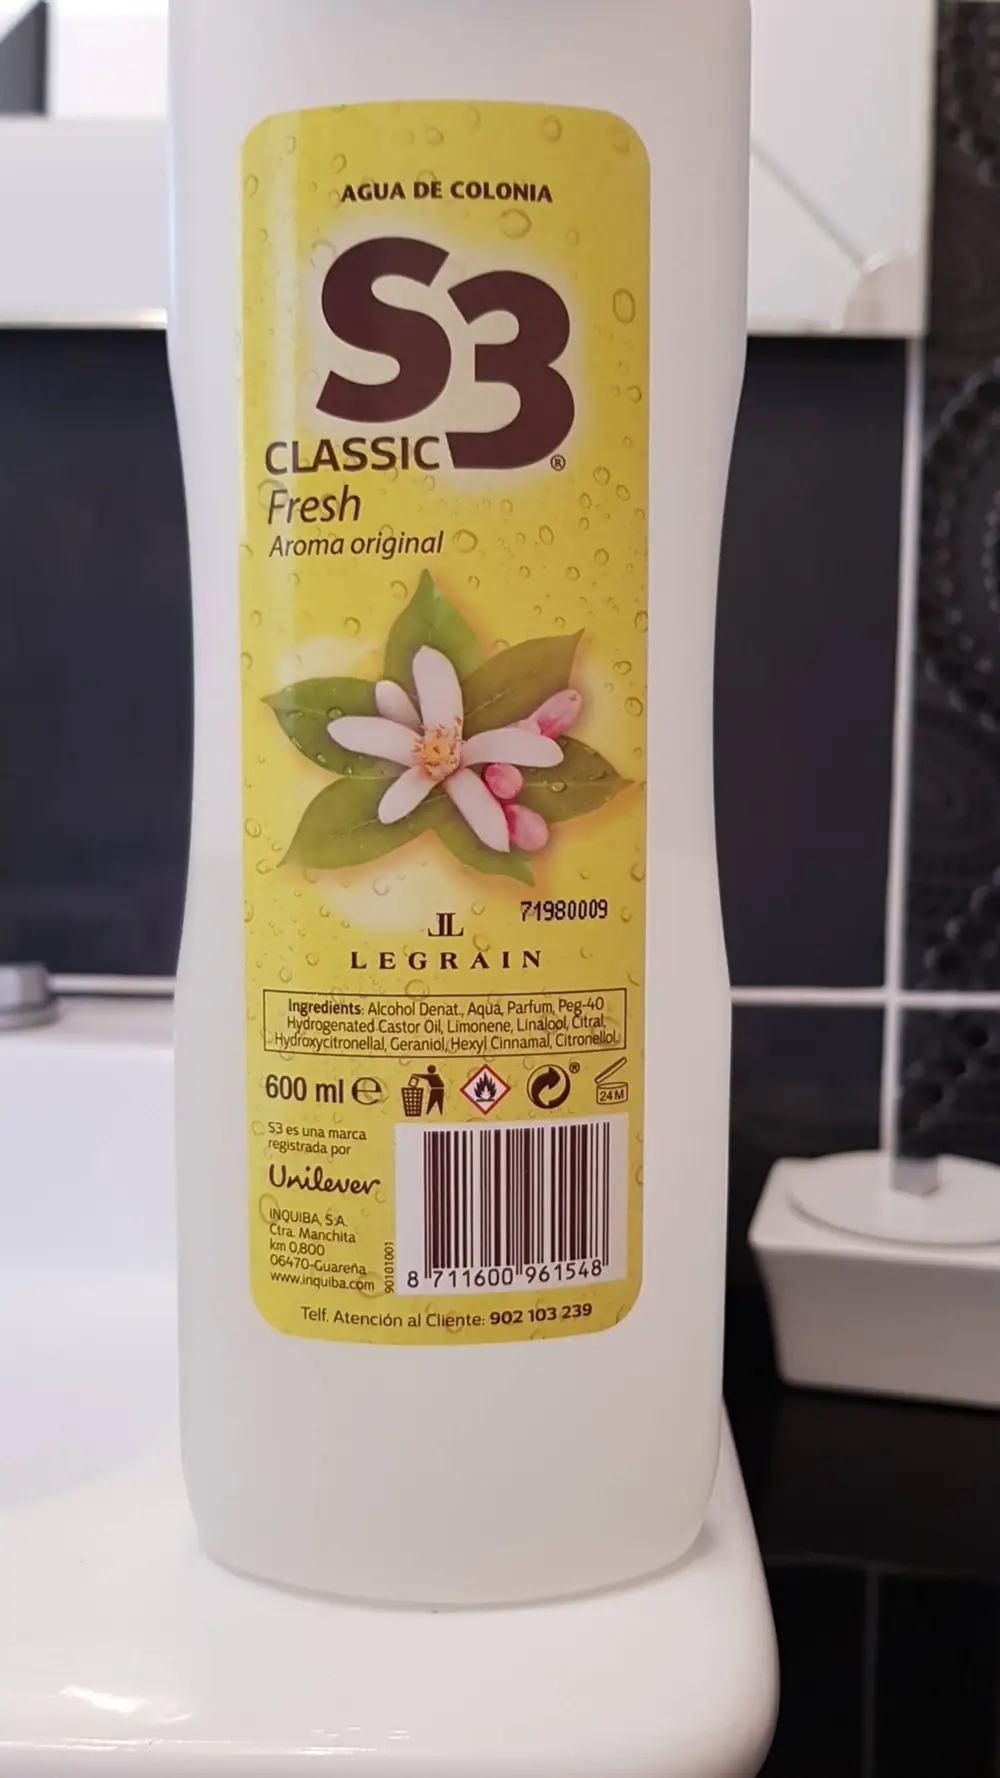 AGUA DE COLONIA
S3®
CLASSIC
Fresh
Aroma original
71980009
LEGRAIN
Ingredients: Alcohol Denat., Aqua, Parfum, Peg-40
Hydrogenated Castor Oil, Limonene, Linalool, Citral,
Hydroxycitronellal, Geraniol, Hexyl Cinnamal, Citronellol.
600 ml ℮
®
24M
S3 es una marca
registrada por
Unilever
INQUIBA, S.A.
Ctra. Manchita
km 0,800
06470-Guareña
www.inquiba.com
90101001
8 711600 961548
Telf. Atención al Cliente: 902 103 239